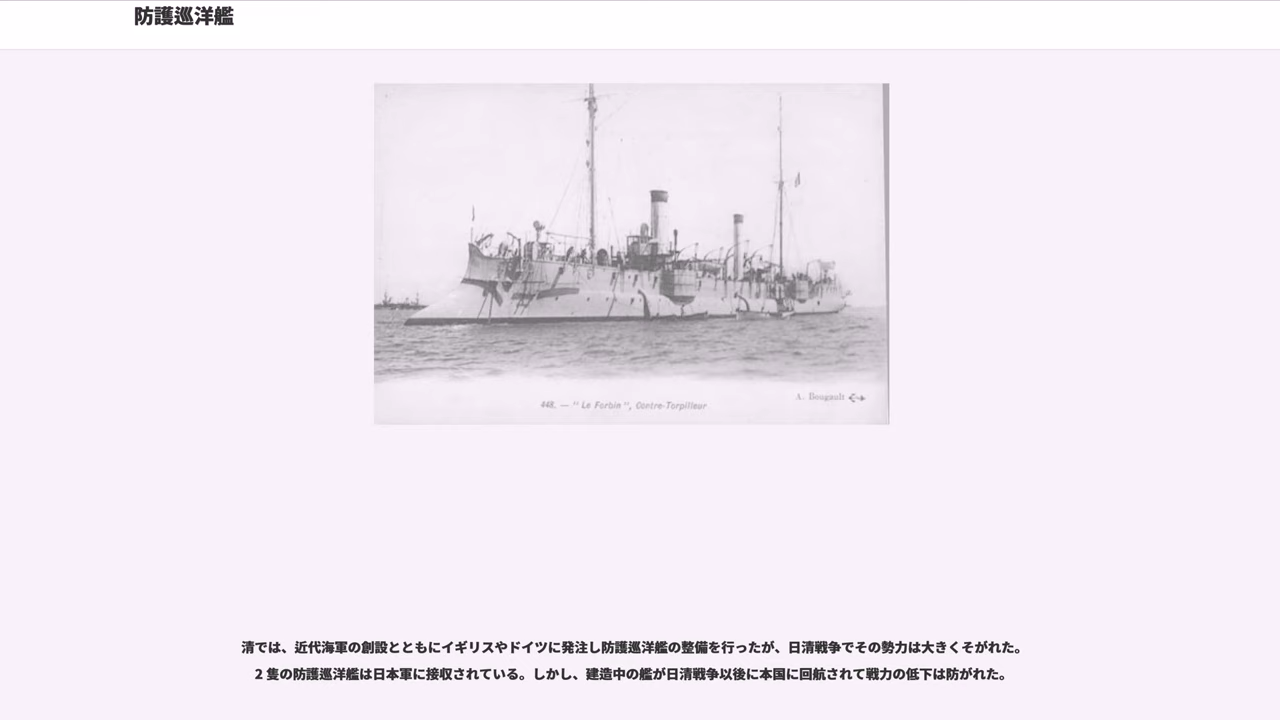 防護巡洋艦
448. — "Le Forbin", Contre-Torpilleur
A. Bougault
清では、近代海軍の創設とともにイギリスやドイツに発注し防護巡洋艦の整備を行ったが、日清戦争でその勢力は大きくそがれた。
2 隻の防護巡洋艦は日本軍に接収されている。しかし、建造中の艦が日清戦争以後に本国に回航されて戦力の低下は防がれた。